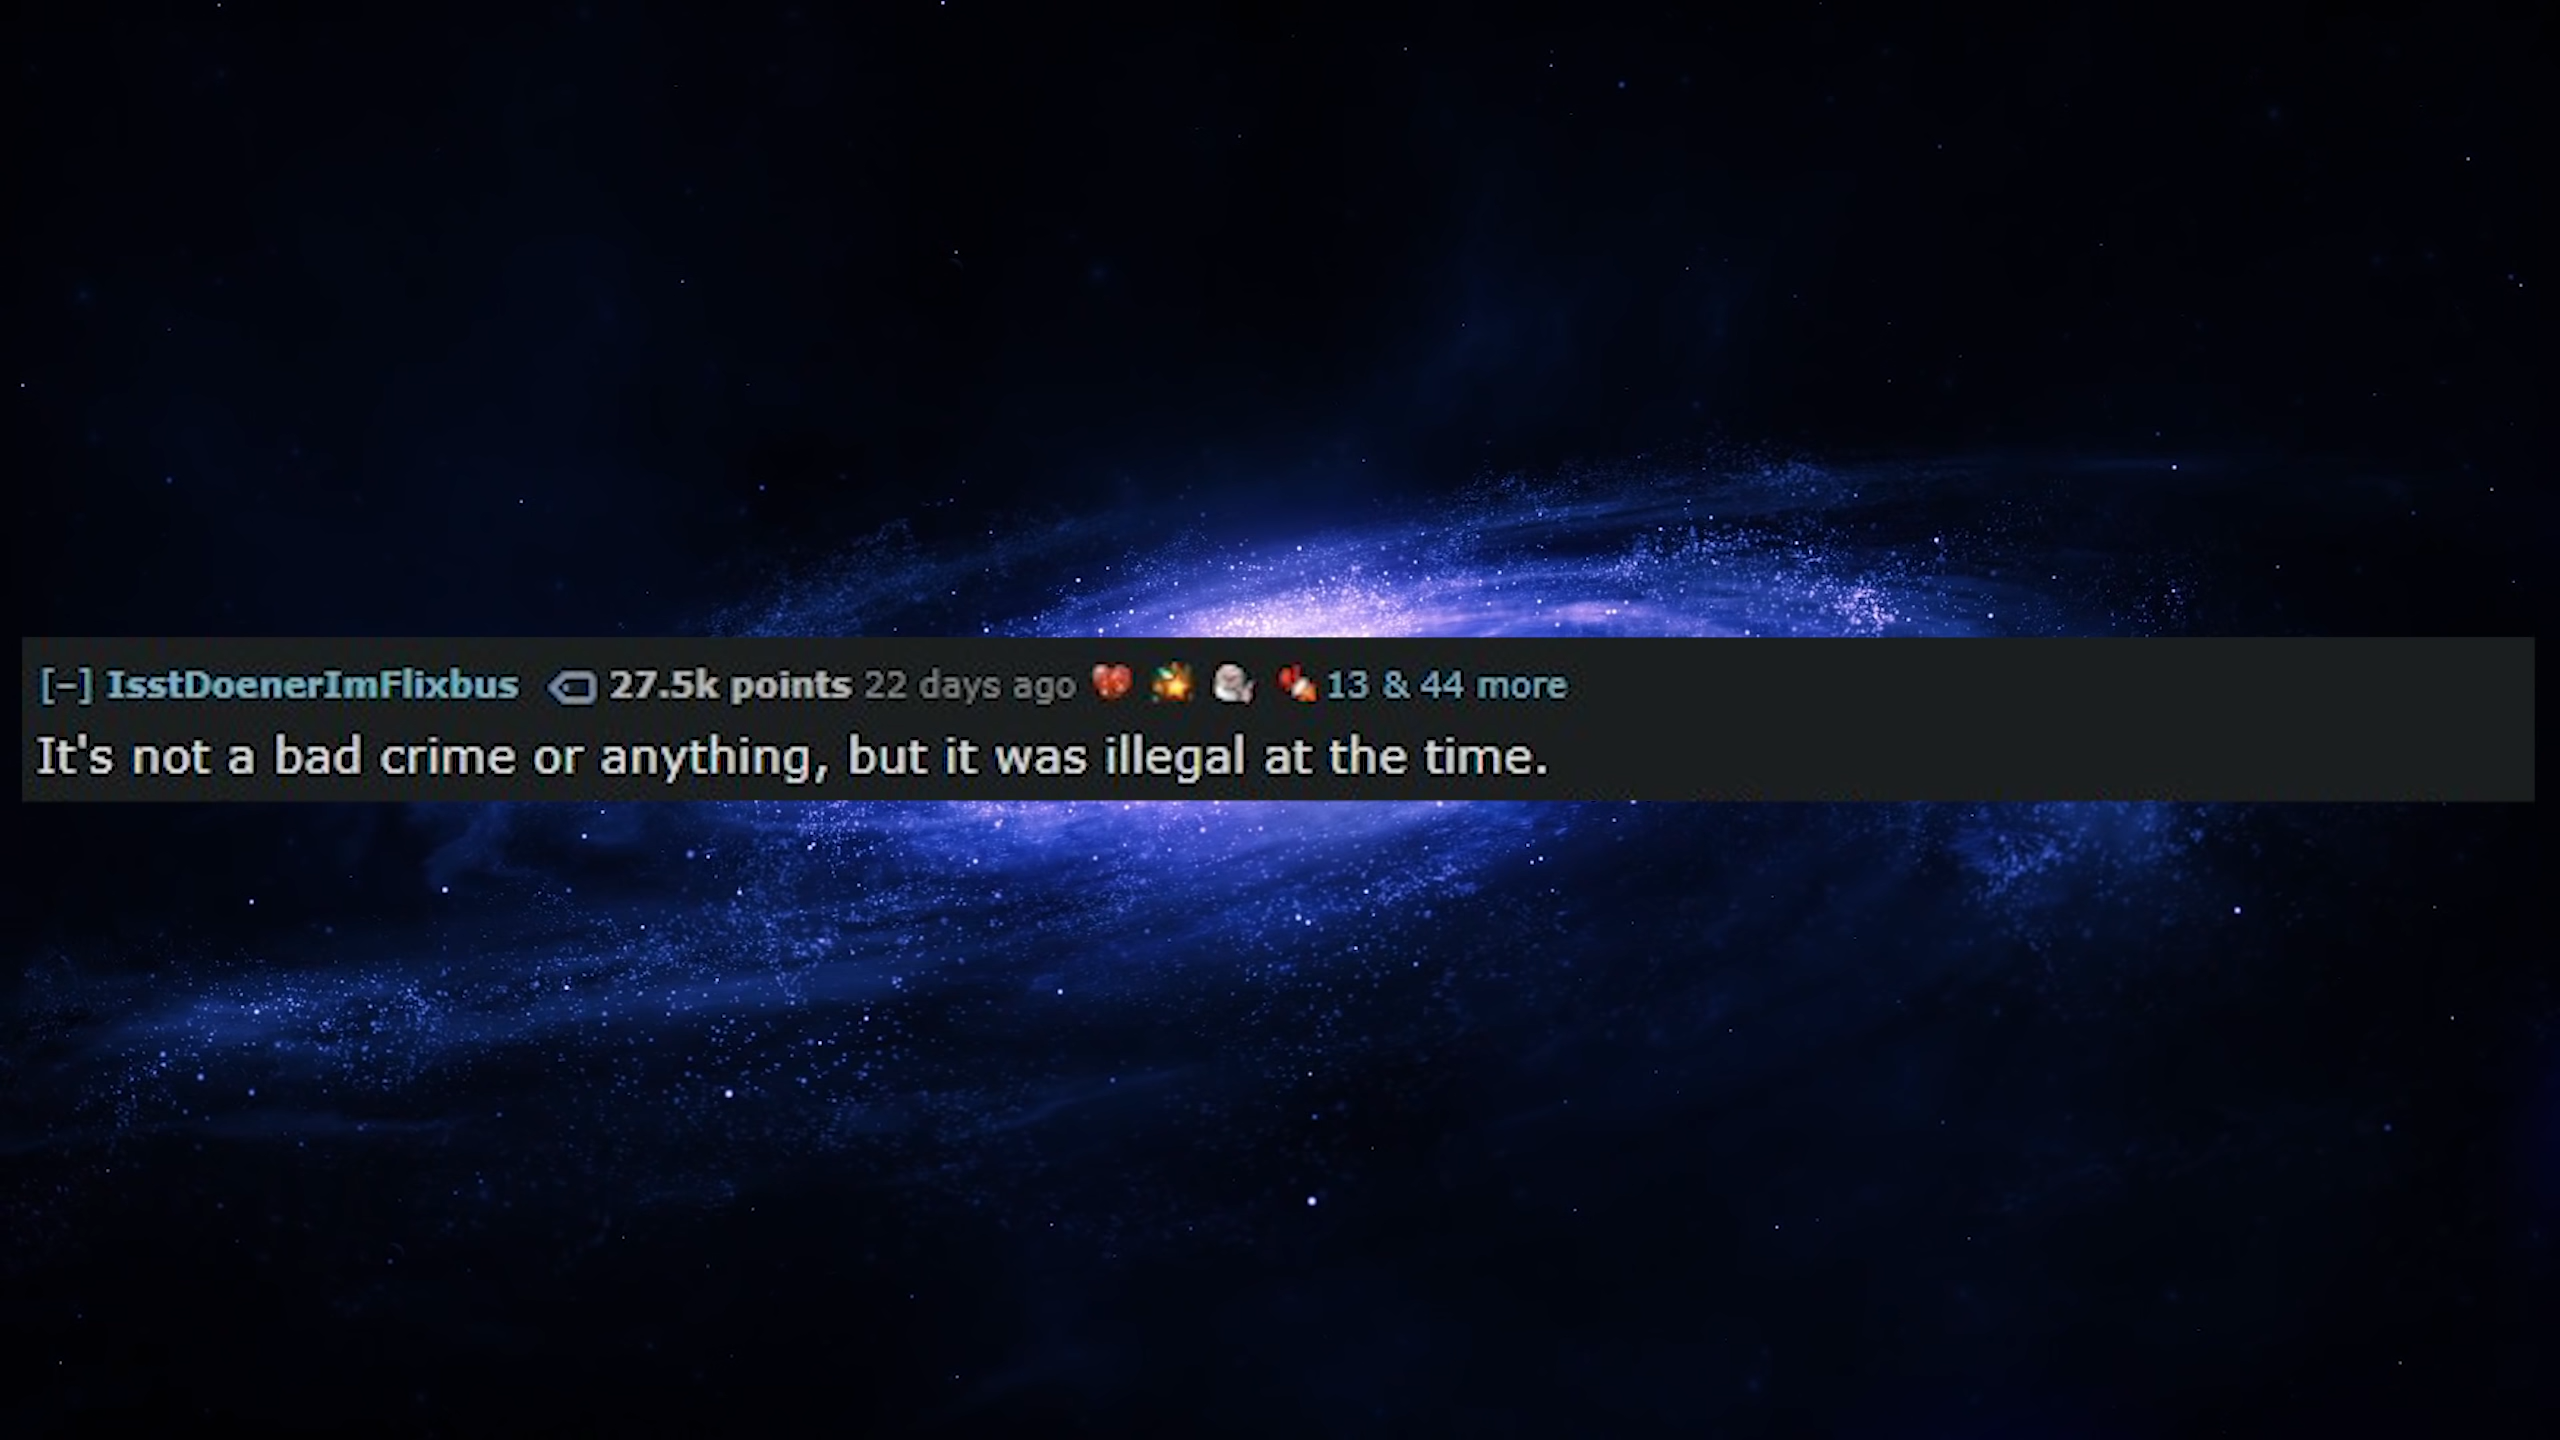 [–] IsstDoenerImFlixbus 27.5k points 22 days ago 13 & 44 more
It's not a bad crime or anything, but it was illegal at the time.